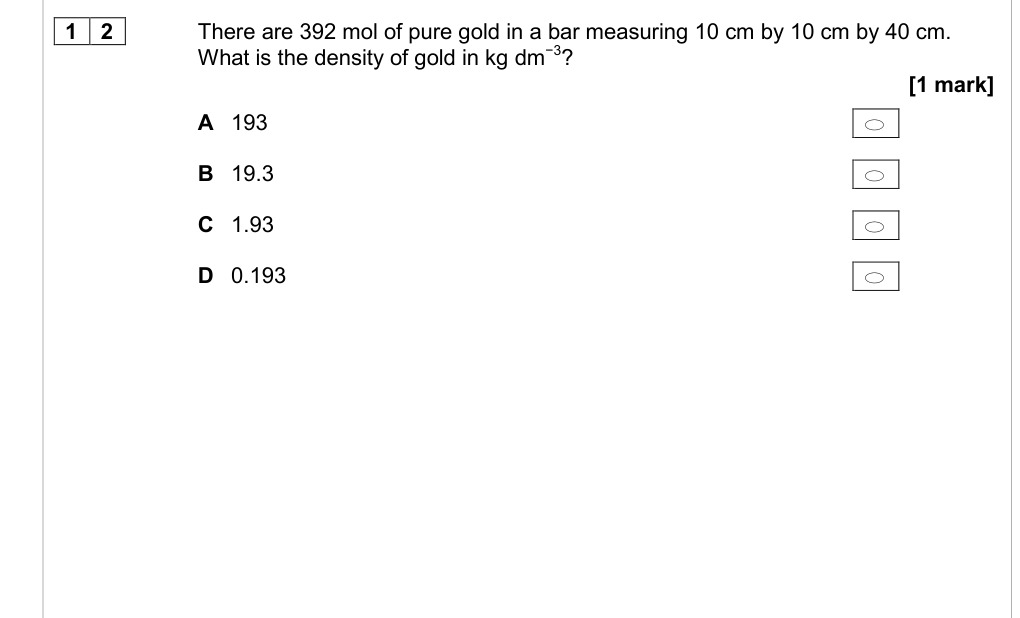 1 2 There are 392 mol of pure gold in a bar measuring 10 cm by 10 cm by 40 cm.
What is the density of gold in kg dm⁻³?
[1 mark]
A 193
B 19.3
C 1.93
D 0.193